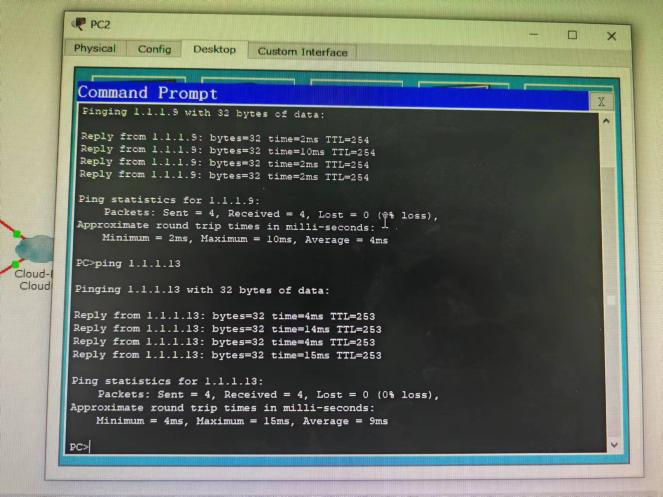 PC2
Physical Config Desktop Custom Interface
Command Prompt
X
Pinging 1.1.1.9 with 32 bytes of data:
Reply from 1.1.1.9: bytes=32 time=2ms TTL=254
Reply from 1.1.1.9: bytes=32 time=10ms TTL=254
Reply from 1.1.1.9: bytes=32 time=2ms TTL=254
Reply from 1.1.1.9: bytes=32 time=2ms TTL=254
Ping statistics for 1.1.1.9:
Packets: Sent = 4, Received = 4, Lost = 0 (0% loss),
Approximate round trip times in milli-seconds:
Minimum = 2ms, Maximum = 10ms, Average = 4ms
PC>ping 1.1.1.13
Pinging 1.1.1.13 with 32 bytes of data:
Reply from 1.1.1.13: bytes=32 time=4ms TTL=253
Reply from 1.1.1.13: bytes=32 time=14ms TTL=253
Reply from 1.1.1.13: bytes=32 time=4ms TTL=253
Reply from 1.1.1.13: bytes=32 time=15ms TTL=253
Ping statistics for 1.1.1.13:
Packets: Sent = 4, Received = 4, Lost = 0 (0% loss),
Approximate round trip times in milli-seconds:
Minimum = 4ms, Maximum = 15ms, Average = 9ms
PC>
Cloud-
Cloud